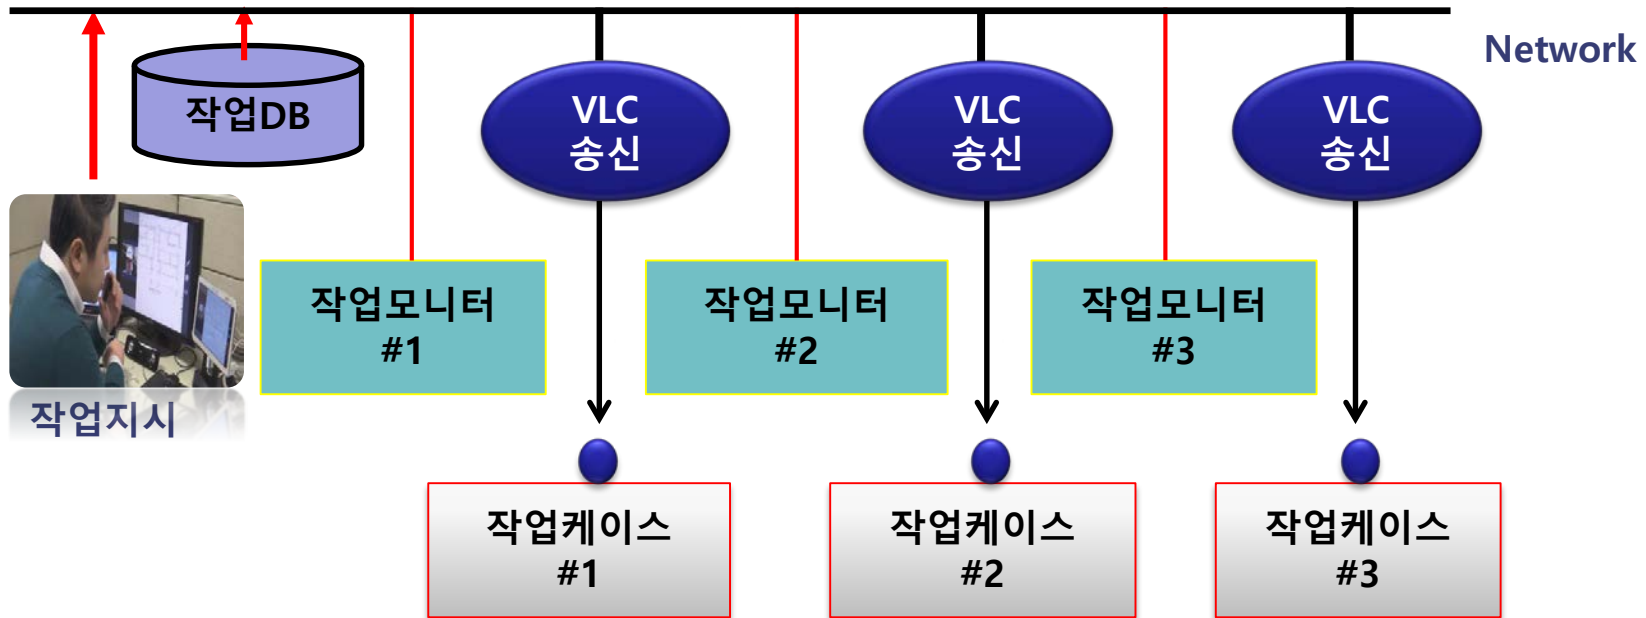 Network
작업DB
VLC
송신
VLC
송신
VLC
송신
작업지시
작업모니터
#1
작업모니터
#2
작업모니터
#3
작업케이스
#1
작업케이스
#2
작업케이스
#3